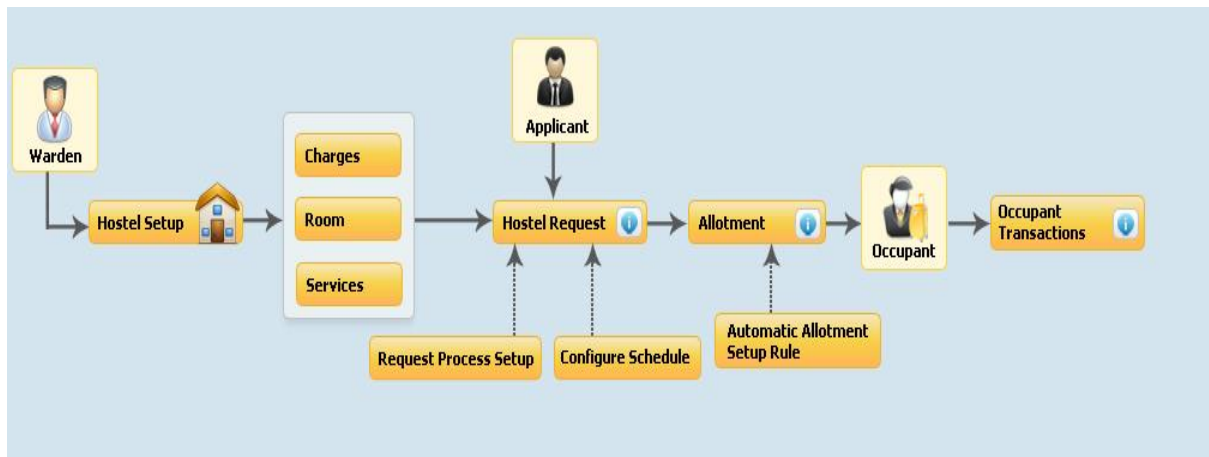 Warden
Hostel Setup
Charges
Room
Services
Applicant
Hostel Request
Allotment
Occupant
Occupant
Transactions
Request Process Setup
Configure Schedule
Automatic Allotment
Setup Rule